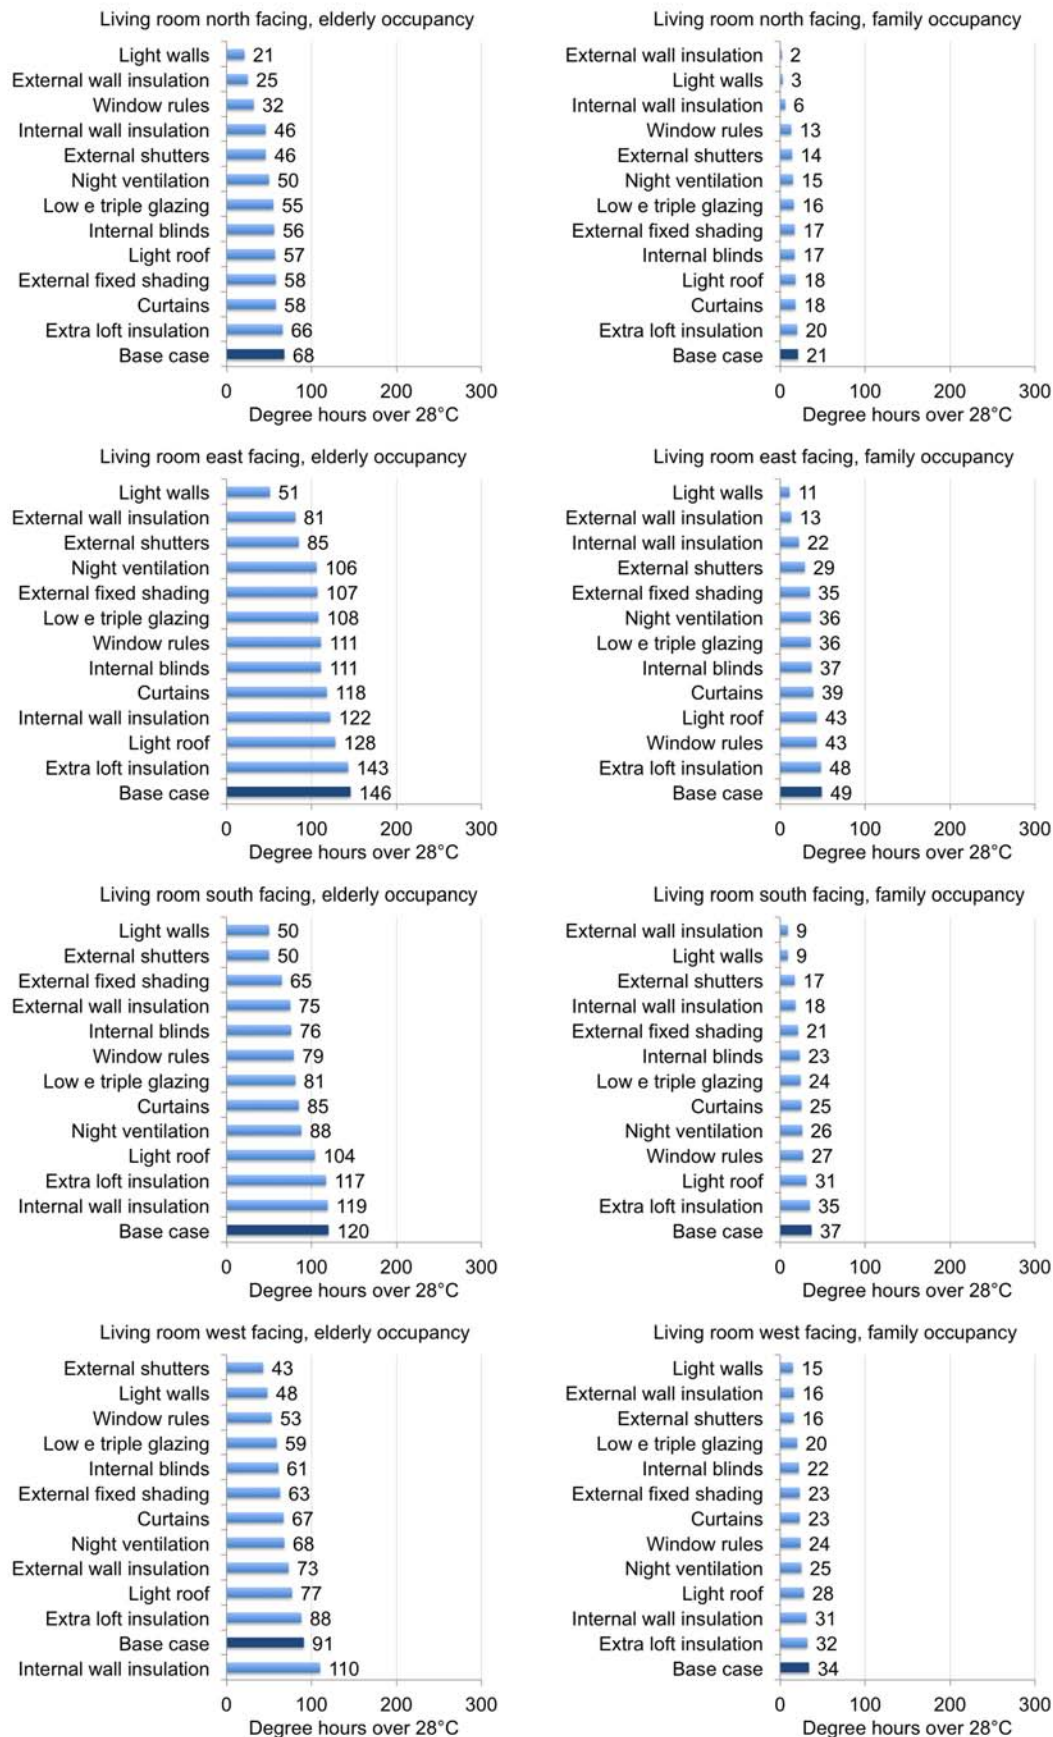 Living room north facing, elderly occupancy
Light walls 21
External wall insulation 25
Window rules 32
Internal wall insulation 46
External shutters 46
Night ventilation 50
Low e triple glazing 55
Internal blinds 56
Light roof 57
External fixed shading 58
Curtains 58
Extra loft insulation 66
Base case 68
0 100 200 300
Degree hours over 28°C
Living room north facing, family occupancy
External wall insulation 2
Light walls 3
Internal wall insulation 6
Window rules 13
External shutters 14
Night ventilation 15
Low e triple glazing 16
External fixed shading 17
Internal blinds 17
Light roof 18
Curtains 18
Extra loft insulation 20
Base case 21
0 100 200 300
Degree hours over 28°C
Living room east facing, elderly occupancy
Light walls 51
External wall insulation 81
External shutters 85
Night ventilation 106
External fixed shading 107
Low e triple glazing 108
Window rules 111
Internal blinds 111
Curtains 118
Internal wall insulation 122
Light roof 128
Extra loft insulation 143
Base case 146
0 100 200 300
Degree hours over 28°C
Living room east facing, family occupancy
Light walls 11
External wall insulation 13
Internal wall insulation 22
External shutters 29
External fixed shading 35
Night ventilation 36
Low e triple glazing 36
Internal blinds 37
Curtains 39
Light roof 43
Window rules 43
Extra loft insulation 48
Base case 49
0 100 200 300
Degree hours over 28°C
Living room south facing, elderly occupancy
Light walls 50
External shutters 50
External fixed shading 65
External wall insulation 75
Internal blinds 76
Window rules 79
Low e triple glazing 81
Curtains 85
Night ventilation 88
Light roof 104
Extra loft insulation 117
Internal wall insulation 119
Base case 120
0 100 200 300
Degree hours over 28°C
Living room south facing, family occupancy
External wall insulation 9
Light walls 9
External shutters 17
Internal wall insulation 18
External fixed shading 21
Internal blinds 23
Low e triple glazing 24
Curtains 25
Night ventilation 26
Window rules 27
Light roof 31
Extra loft insulation 35
Base case 37
0 100 200 300
Degree hours over 28°C
Living room west facing, elderly occupancy
External shutters 43
Light walls 48
Window rules 53
Low e triple glazing 59
Internal blinds 61
External fixed shading 63
Curtains 67
Night ventilation 68
External wall insulation 73
Light roof 77
Extra loft insulation 88
Base case 91
Internal wall insulation 110
0 100 200 300
Degree hours over 28°C
Living room west facing, family occupancy
Light walls 15
External wall insulation 16
External shutters 16
Low e triple glazing 20
Internal blinds 22
External fixed shading 23
Curtains 23
Window rules 24
Night ventilation 25
Light roof 28
Internal wall insulation 31
Extra loft insulation 32
Base case 34
0 100 200 300
Degree hours over 28°C